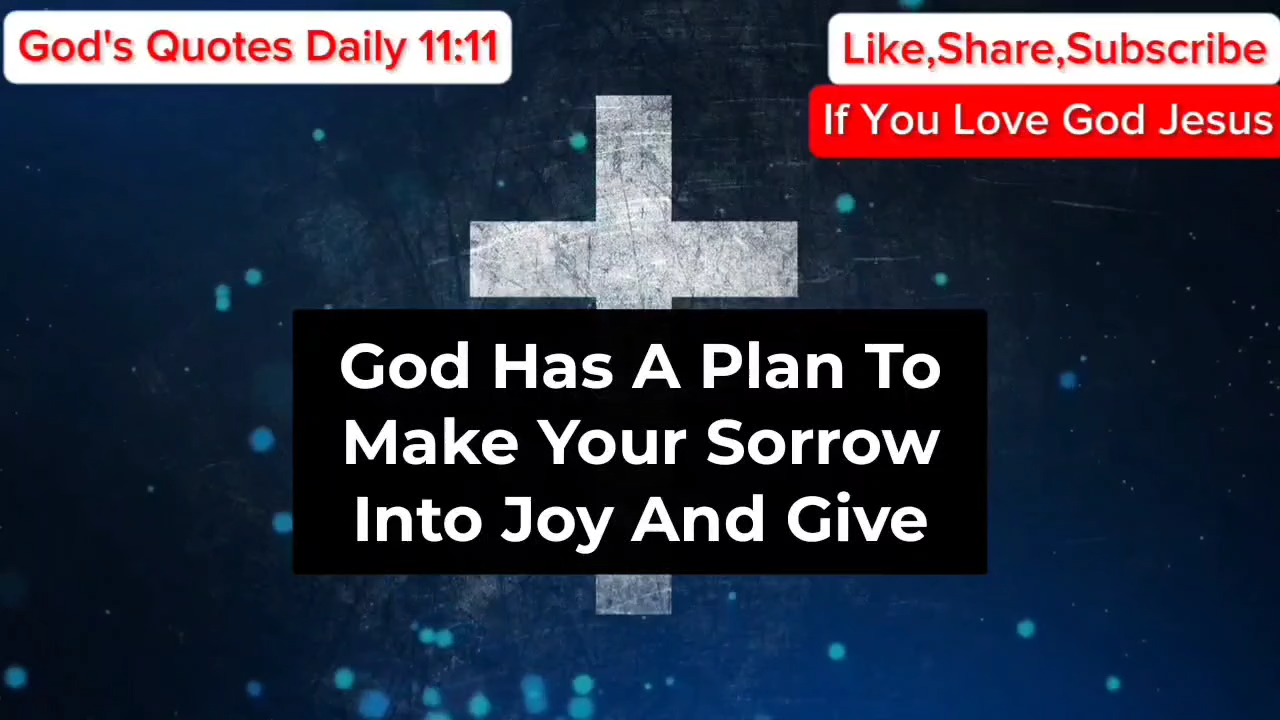 God's Quotes Daily 11:11
Like,Share,Subscribe
If You Love God Jesus
God Has A Plan To
Make Your Sorrow
Into Joy And Give